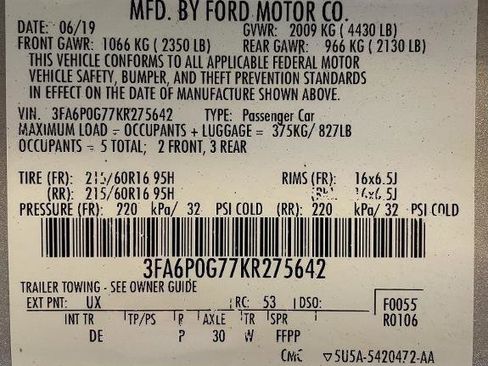 MFD. BY FORD MOTOR CO.
DATE: 06/19 GVWR: 2009 KG ( 4430 LB)
FRONT GAWR: 1066 KG ( 2350 LB) REAR GAWR: 966 KG ( 2130 LB)
THIS VEHICLE CONFORMS TO ALL APPLICABLE FEDERAL MOTOR
VEHICLE SAFETY, BUMPER, AND THEFT PREVENTION STANDARDS
IN EFFECT ON THE DATE OF MANUFACTURE SHOWN ABOVE.
VIN: 3FA6P0G77KR275642 TYPE: Passenger Car
MAXIMUM LOAD = OCCUPANTS + LUGGAGE = 375KG/ 827LB
OCCUPANTS = 5 TOTAL; 2 FRONT, 3 REAR
TIRE (FR): 215/60R16 95H RIMS (FR): 16x6.5J
(RR): 215/60R16 95H (RR): 16x6.5J
PRESSURE (FR): 220 kPa/ 32 PSI COLD (RR): 220 kPa/ 32 PSI COLD
3FA6P0G77KR275642
TRAILER TOWING - SEE OWNER GUIDE
EXT PNT: UX RC: 53 DSO: F0055
INT TR TP/PS R AXLE TR SPR R0106
DE P 30 W FFPP
CMC ▽5U5A-5420472-AA